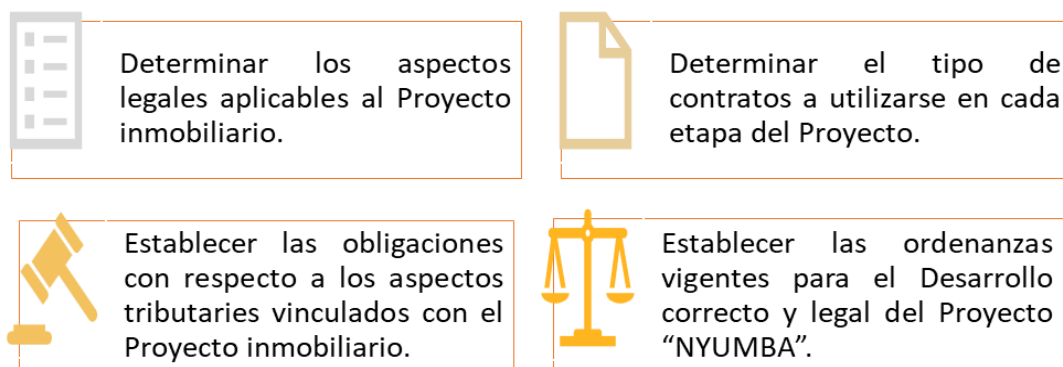 Determinar los aspectos
legales aplicables al Proyecto
inmobiliario.
Determinar el tipo de
contratos a utilizarse en cada
etapa del Proyecto.
Establecer las obligaciones
con respecto a los aspectos
tributaries vinculados con el
Proyecto inmobiliario.
Establecer las ordenanzas
vigentes para el Desarrollo
correcto y legal del Proyecto
“NYUMBA”.